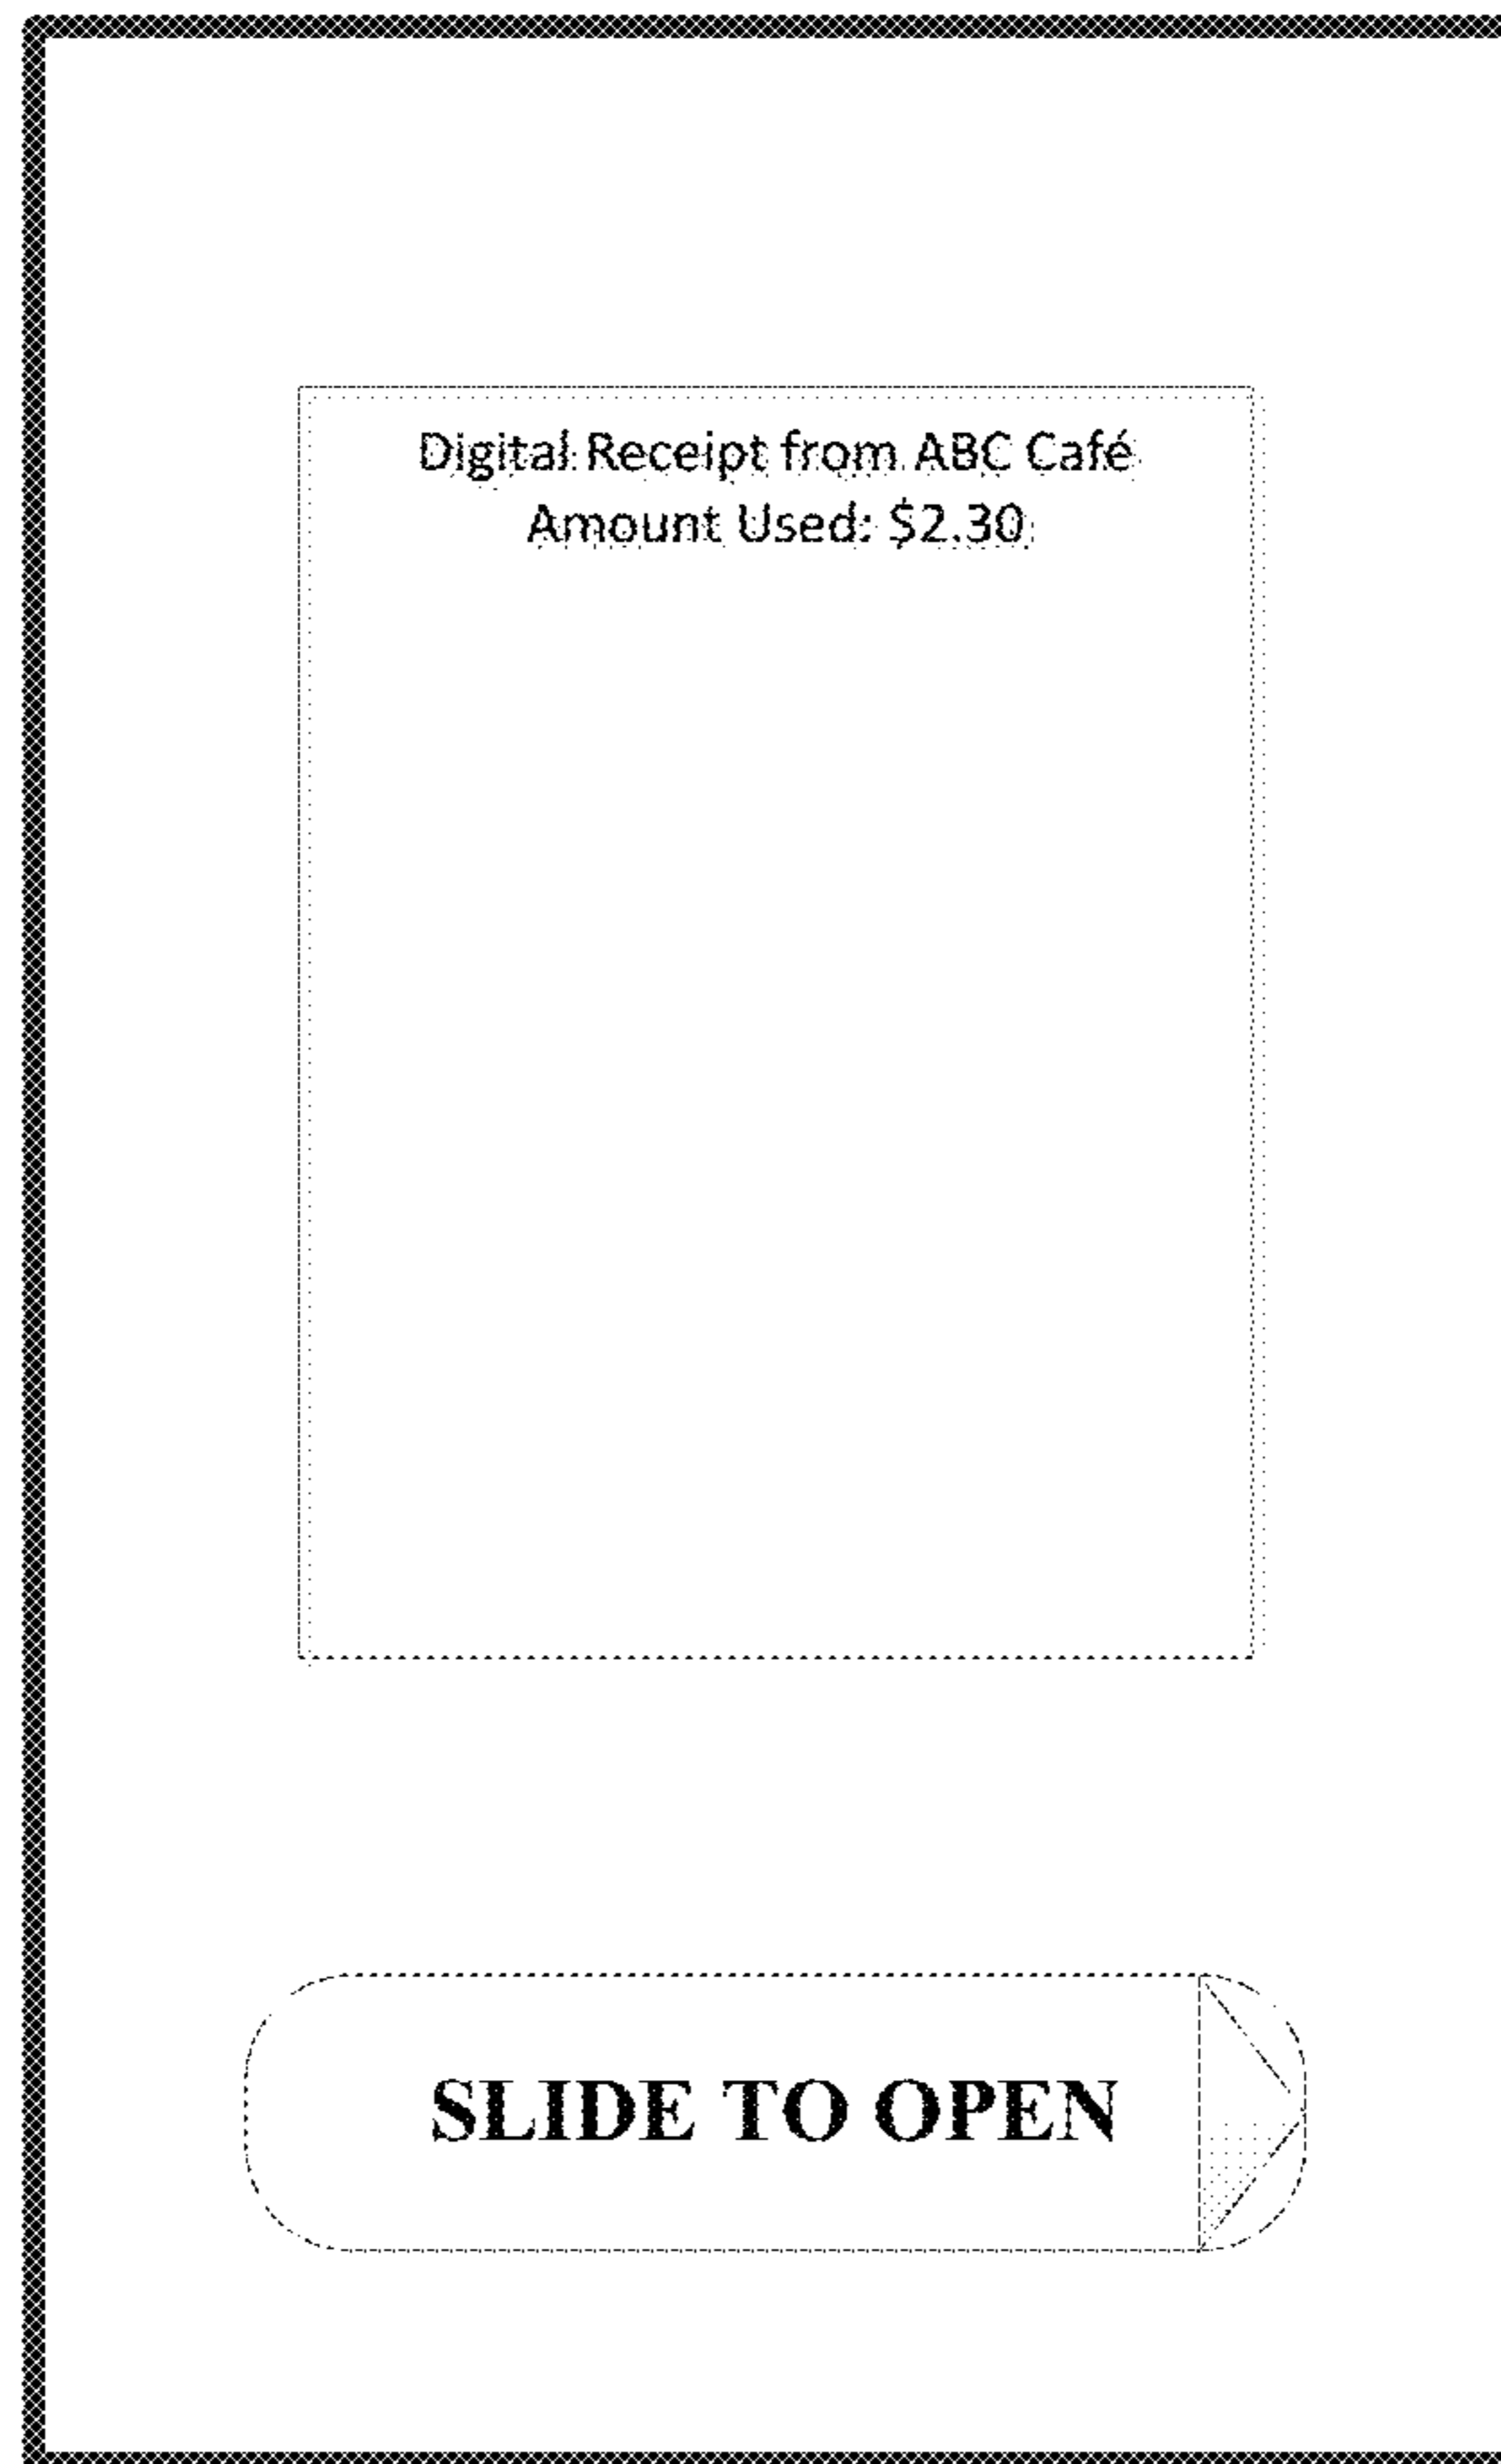 Digital Receipt from ABC Café
Amount Used: $2.30
SLIDE TO OPEN